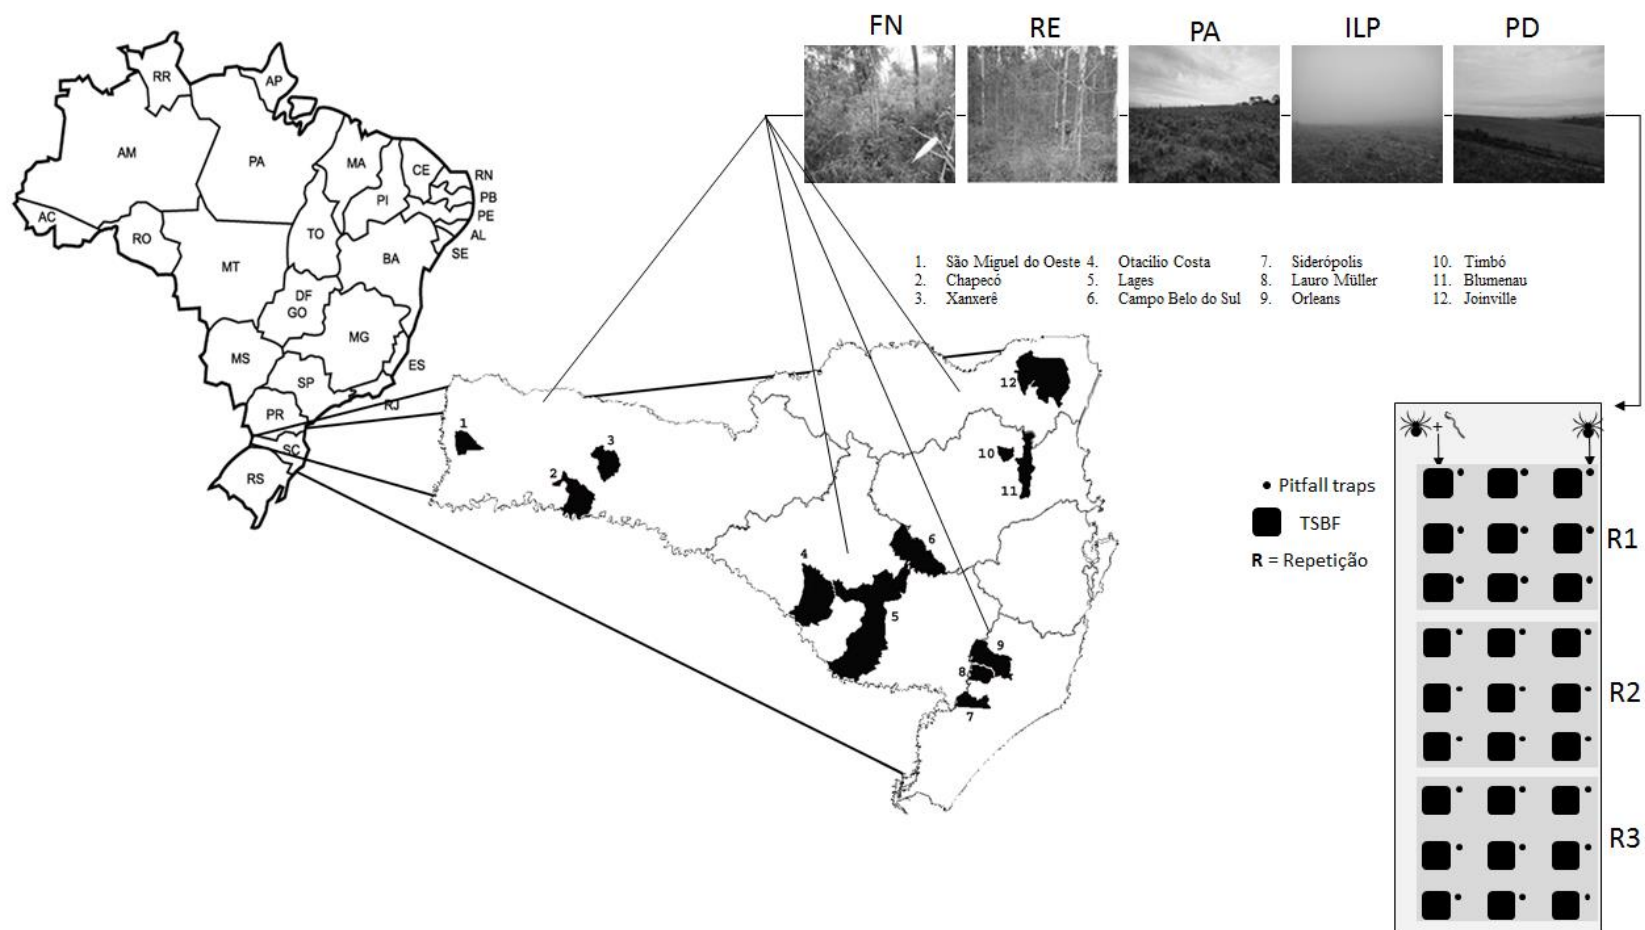 FN RE PA ILP PD
RR AP
AM PA MA CE RN
PB
PI PE
AC TO AL
RO BA SE
MT
DF
GO
MG
MS ES
SP
RJ
PR
SC
RS
1. São Miguel do Oeste 4. Otacilio Costa 7. Siderópolis 10. Timbó
2. Chapecó 5. Lages 8. Lauro Müller 11. Blumenau
3. Xanxerê 6. Campo Belo do Sul 9. Orleans 12. Joinville
12
1
3
2
10
11
6
4
5
9
8
7
+
• Pitfall traps
TSBF
R = Repetição
R1
R2
R3